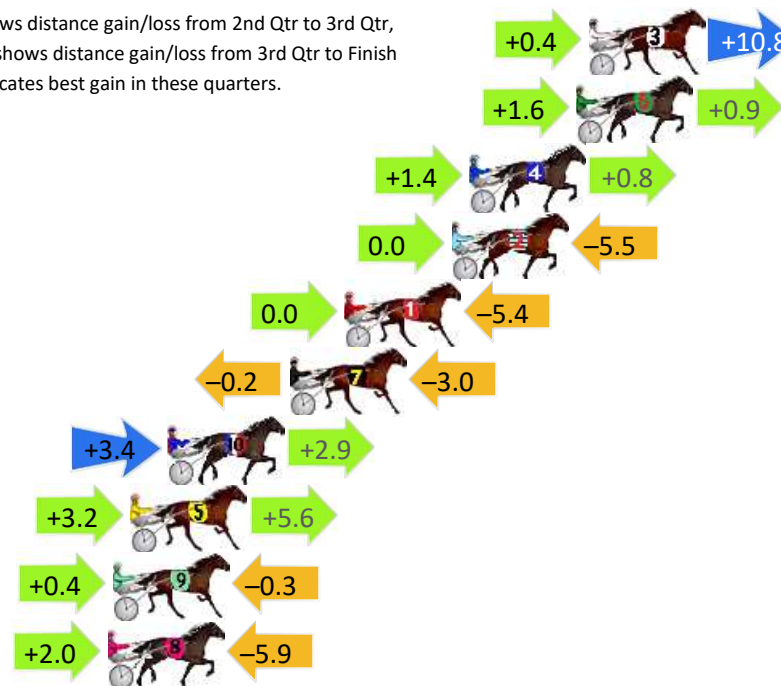 shows distance gain/loss from 3rd Qtr to Finish
best gain in these quarters.
distance gain/loss from 2nd Qtr to 3rd Qtr,
+0.4 3
+1.6 6 +0.9
+1.4 4 +0.8
0.0 –5.5
0.0 1 –5.4
–0.2 7 –3.0
+3.4 10 +2.9
+3.2 5 +5.6
+0.4 9 –0.3
+2.0 8 –5.9